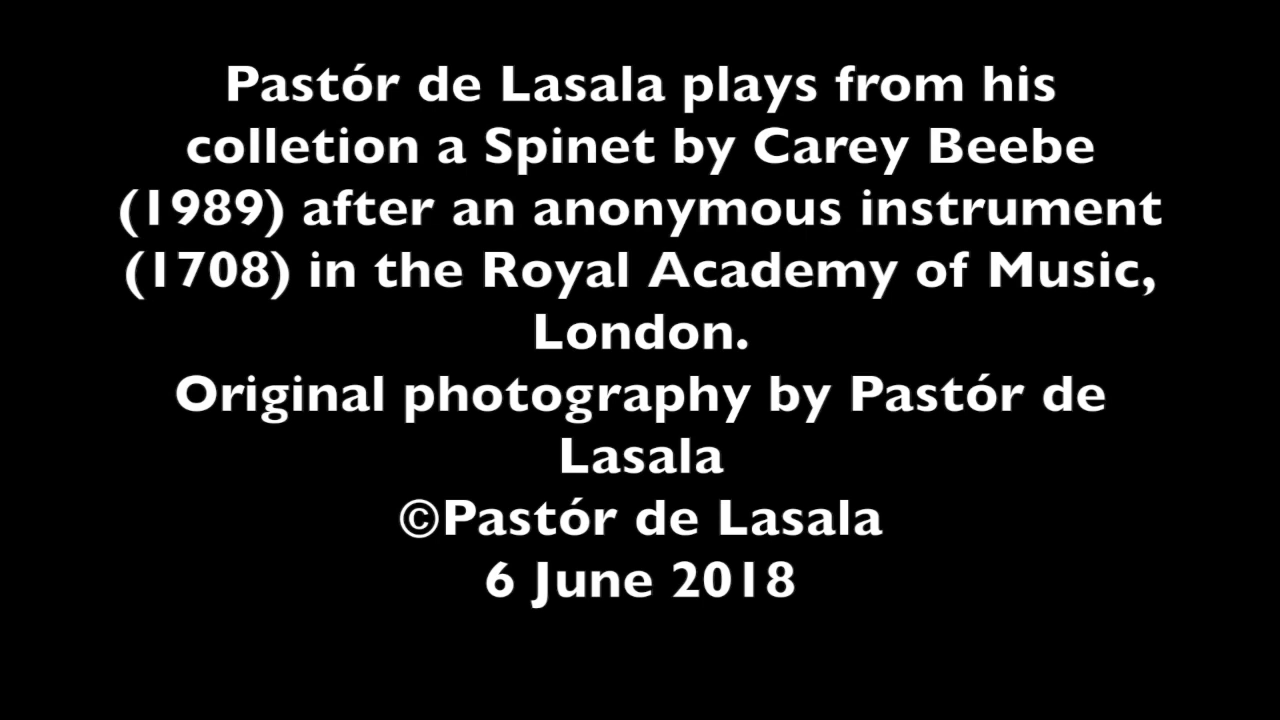 Pastór de Lasala plays from his
colletion a Spinet by Carey Beebe
(1989) after an anonymous instrument
(1708) in the Royal Academy of Music,
London.
Original photography by Pastór de
Lasala
©Pastór de Lasala
6 June 2018